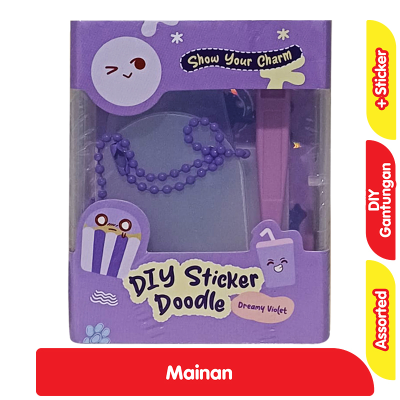 Show Your Charm
DIY Sticker
Doodle
Dreamy Violet
+ Sticker
DIY
Gantungan
Assorted
Mainan